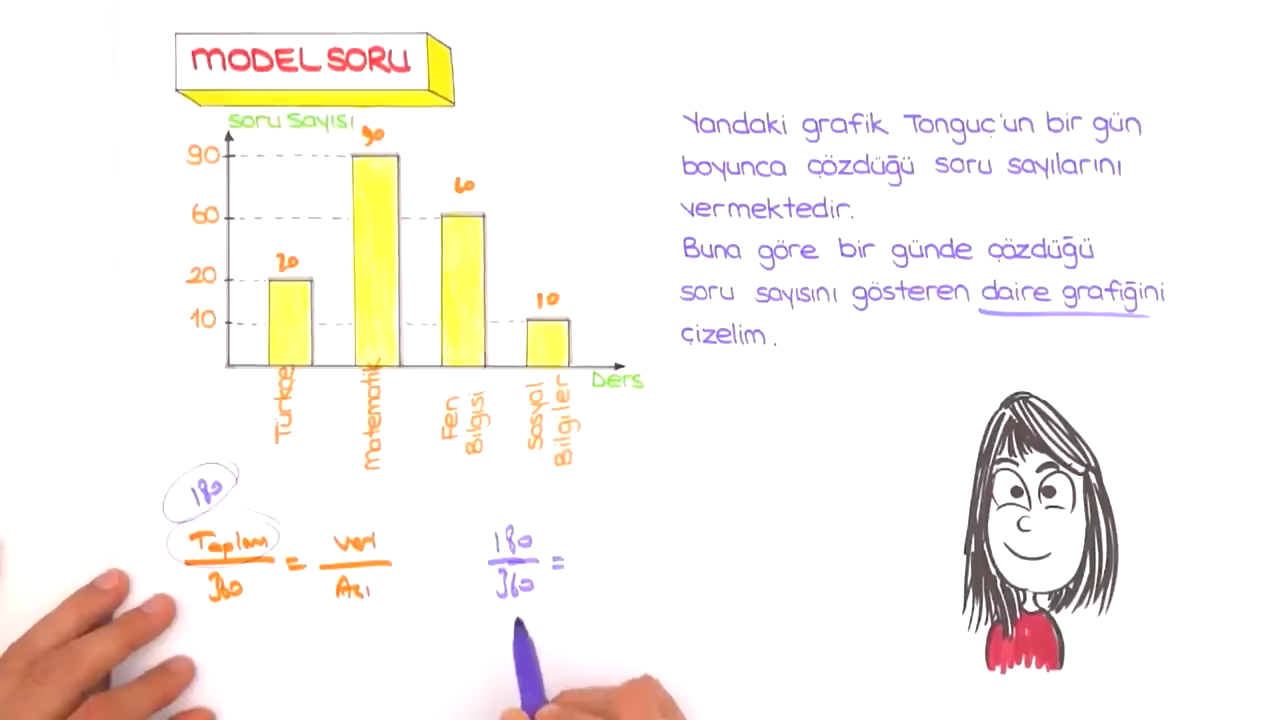 MODEL SORU
Soru Sayısı
90
90
60
60
20
20
10
10
Türkçe
Matematik
Fen Bilgisi
Sosyal Bilgiler
Ders
Yandaki grafik Tonguç'un bir gün
boyunca çözdüğü soru sayılarını
vermektedir.
Buna göre bir günde çözdüğü
soru sayısını gösteren daire grafiğini
çizelim.
180
Toplam
360
=
Veri
Açı
180
360
=